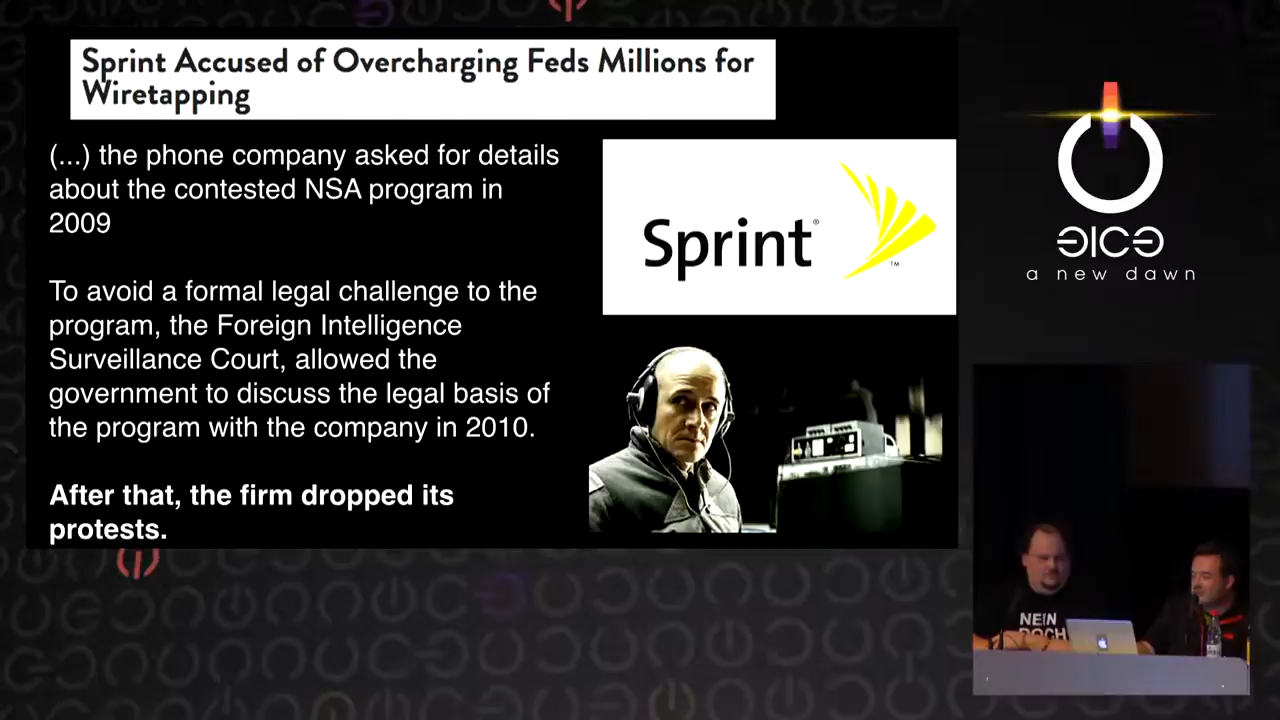 Sprint Accused of Overcharging Feds Millions for
Wiretapping
(...) the phone company asked for details
about the contested NSA program in
2009
To avoid a formal legal challenge to the
program, the Foreign Intelligence
Surveillance Court, allowed the
government to discuss the legal basis of
the program with the company in 2010.
After that, the firm dropped its
protests.
Sprint®
TM
ƎICƏ
a new dawn
NEIN
DOCH